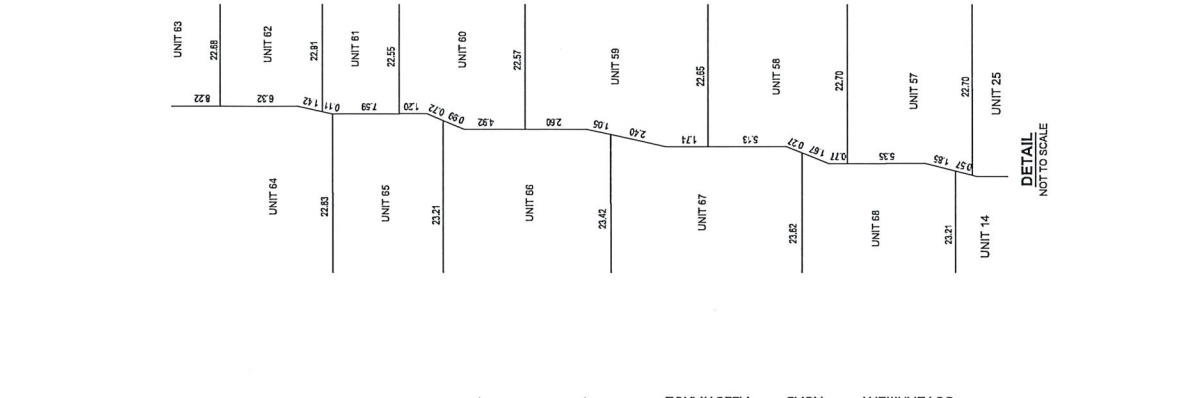 UNIT 63
22.68
UNIT 62
22.91
UNIT 61
22.55
UNIT 60
22.57
UNIT 59
22.65
UNIT 58
22.70
UNIT 57
22.70
UNIT 25
8.22
6.32
1.42
0.11
7.59
1.20
0.72
0.99
4.92
2.60
1.05
2.40
1.74
5.13
0.27
1.67
0.77
5.35
1.85
0.57
UNIT 64
22.83
UNIT 65
23.21
UNIT 66
23.42
UNIT 67
23.62
UNIT 68
23.21
UNIT 14
DETAIL
NOT TO SCALE